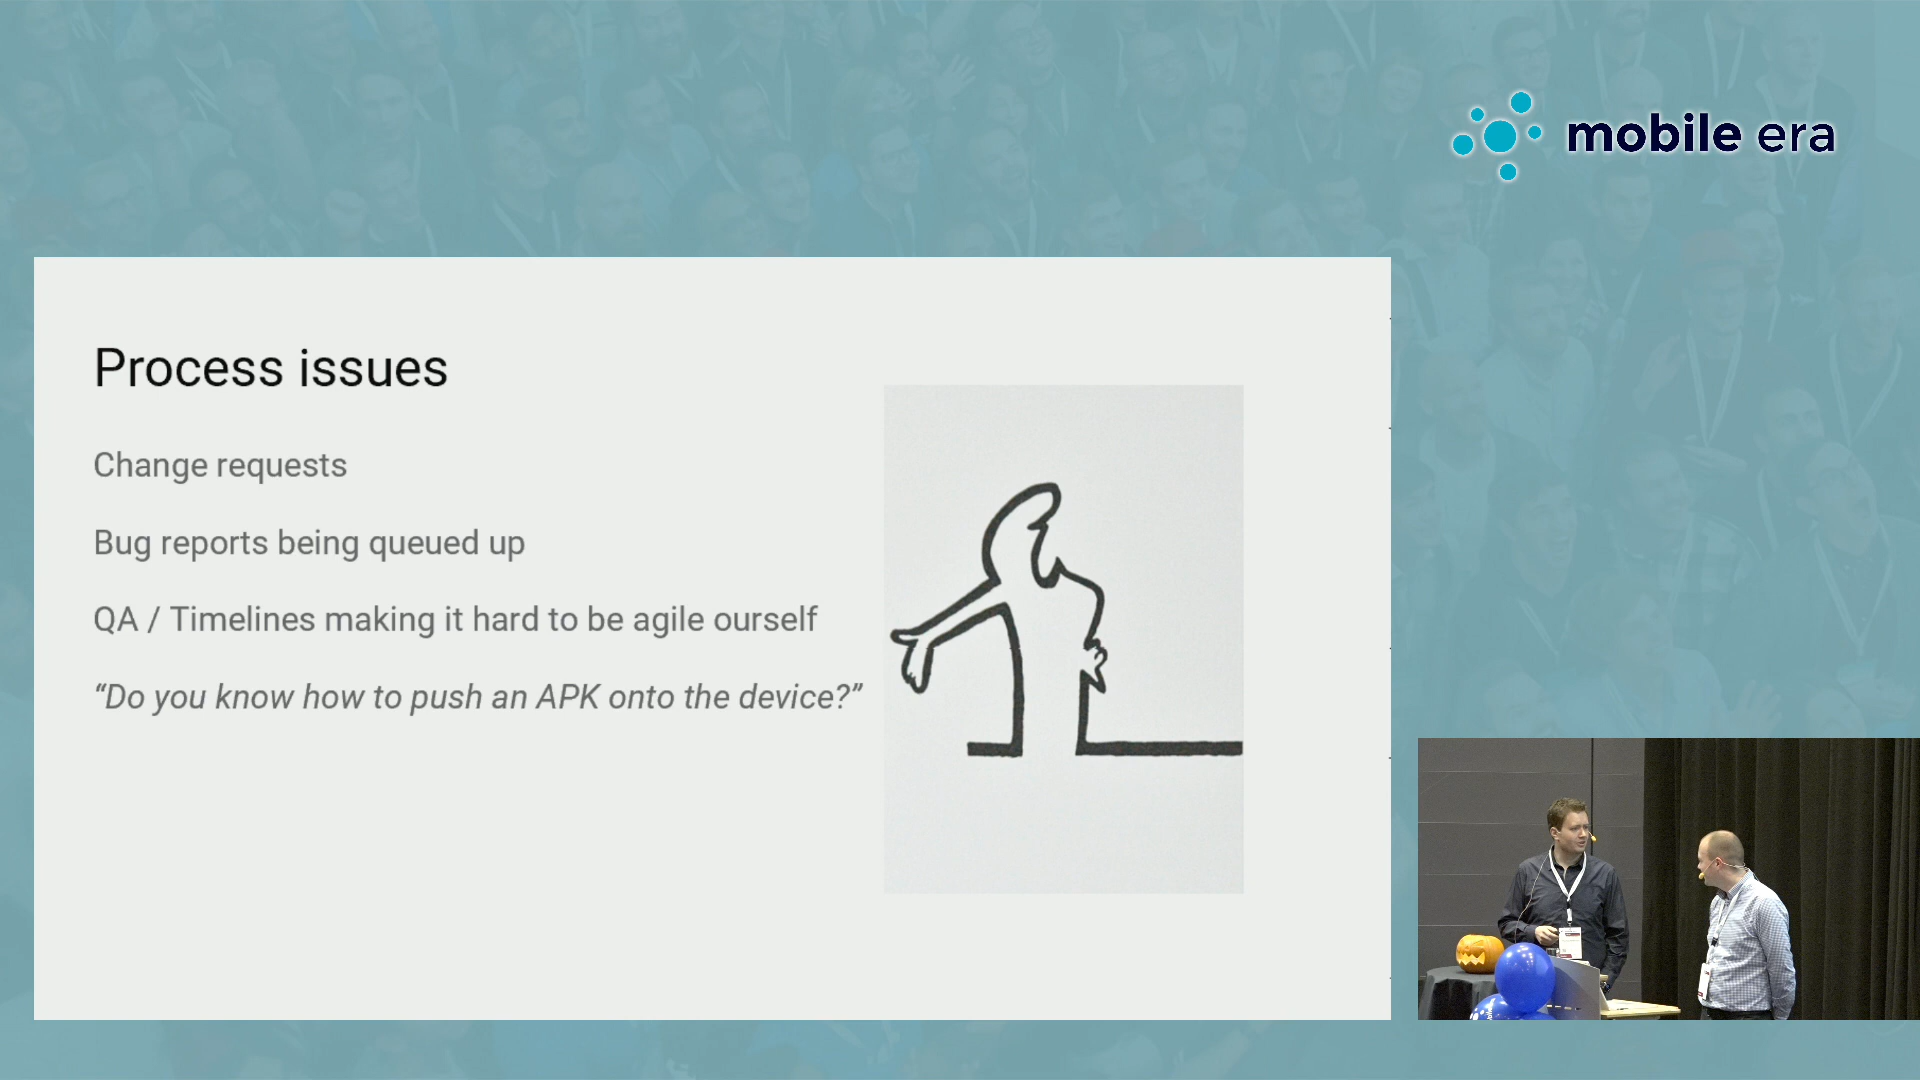 mobile era
Process issues
Change requests
Bug reports being queued up
QA / Timelines making it hard to be agile ourself
“Do you know how to push an APK onto the device?”